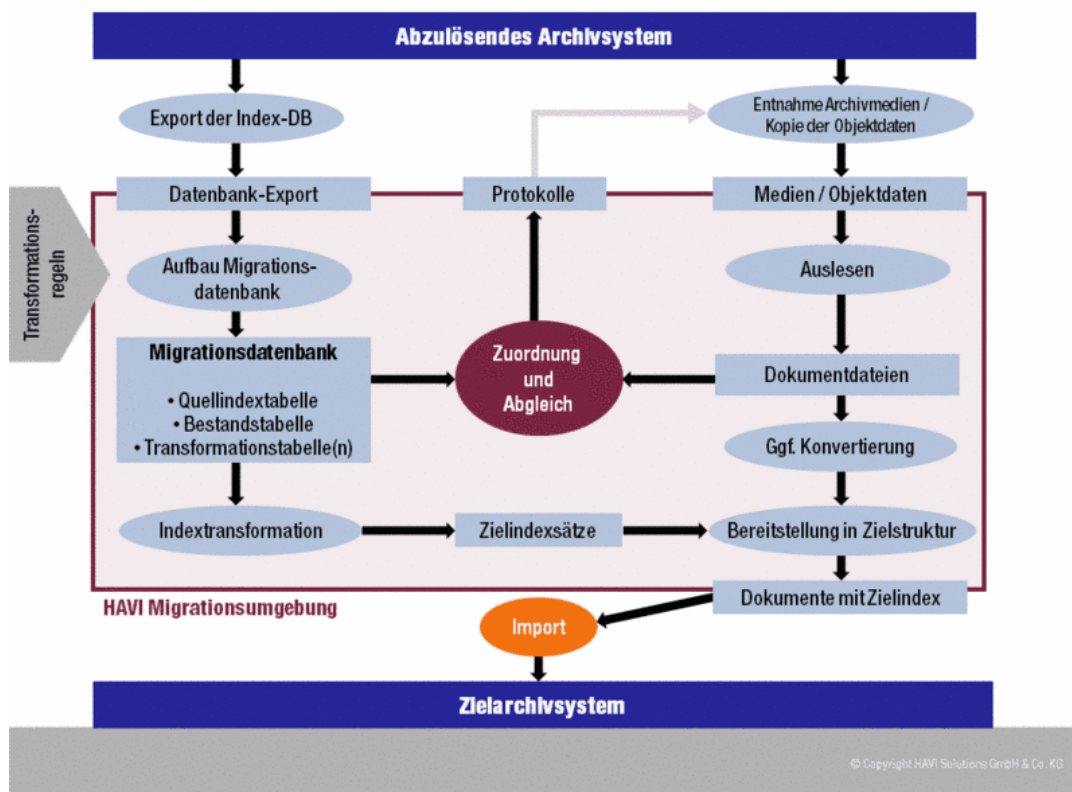 Abzulösendes Archivsystem
Export der Index-DB
Entnahme Archivmedien /
Kopie der Objektdaten
Datenbank-Export
Protokolle
Medien / Objektdaten
Transformations-
regeln
Aufbau Migrations-
datenbank
Auslesen
Migrationsdatenbank
• Quellindextabelle
• Bestandstabelle
• Transformationstabelle(n)
Zuordnung
und
Abgleich
Dokumentdateien
Ggf. Konvertierung
Indextransformation
Zielindexsätze
Bereitstellung in Zielstruktur
HAVI Migrationsumgebung
Dokumente mit Zielindex
Import
Zielarchivsystem
© Copyright HAVI Solutions GmbH & Co. KG